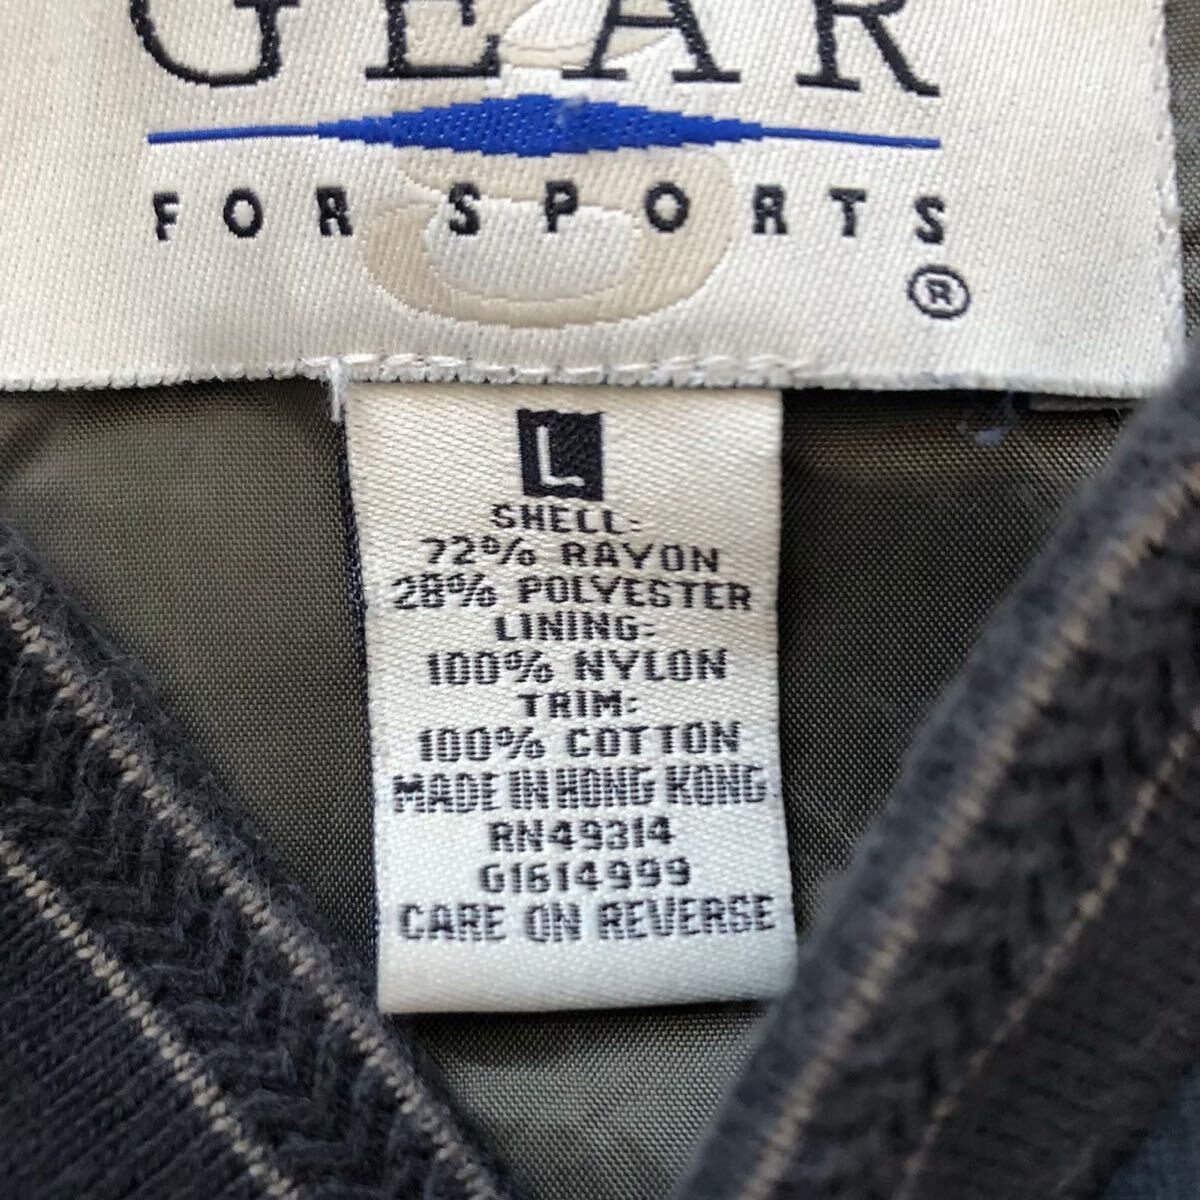 GEAR
FOR SPORTS
®
L
SHELL:
72% RAYON
28% POLYESTER
LINING:
100% NYLON
TRIM:
100% COTTON
MADE IN HONG KONG
RN49314
G1614999
CARE ON REVERSE